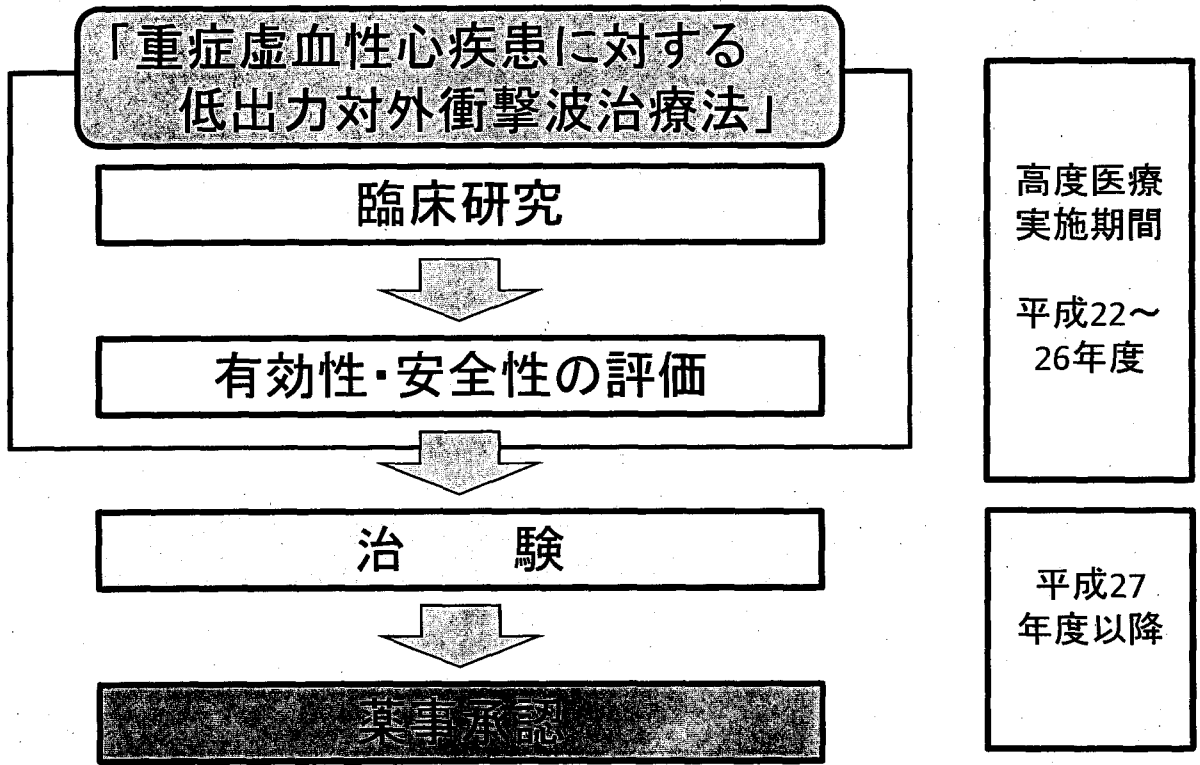 「重症虚血性心疾患に対する
低出力対外衝撃波治療法」
臨床研究
有効性・安全性の評価
治　験
薬事承認
高度医療
実施期間
平成22～
26年度
平成27
年度以降